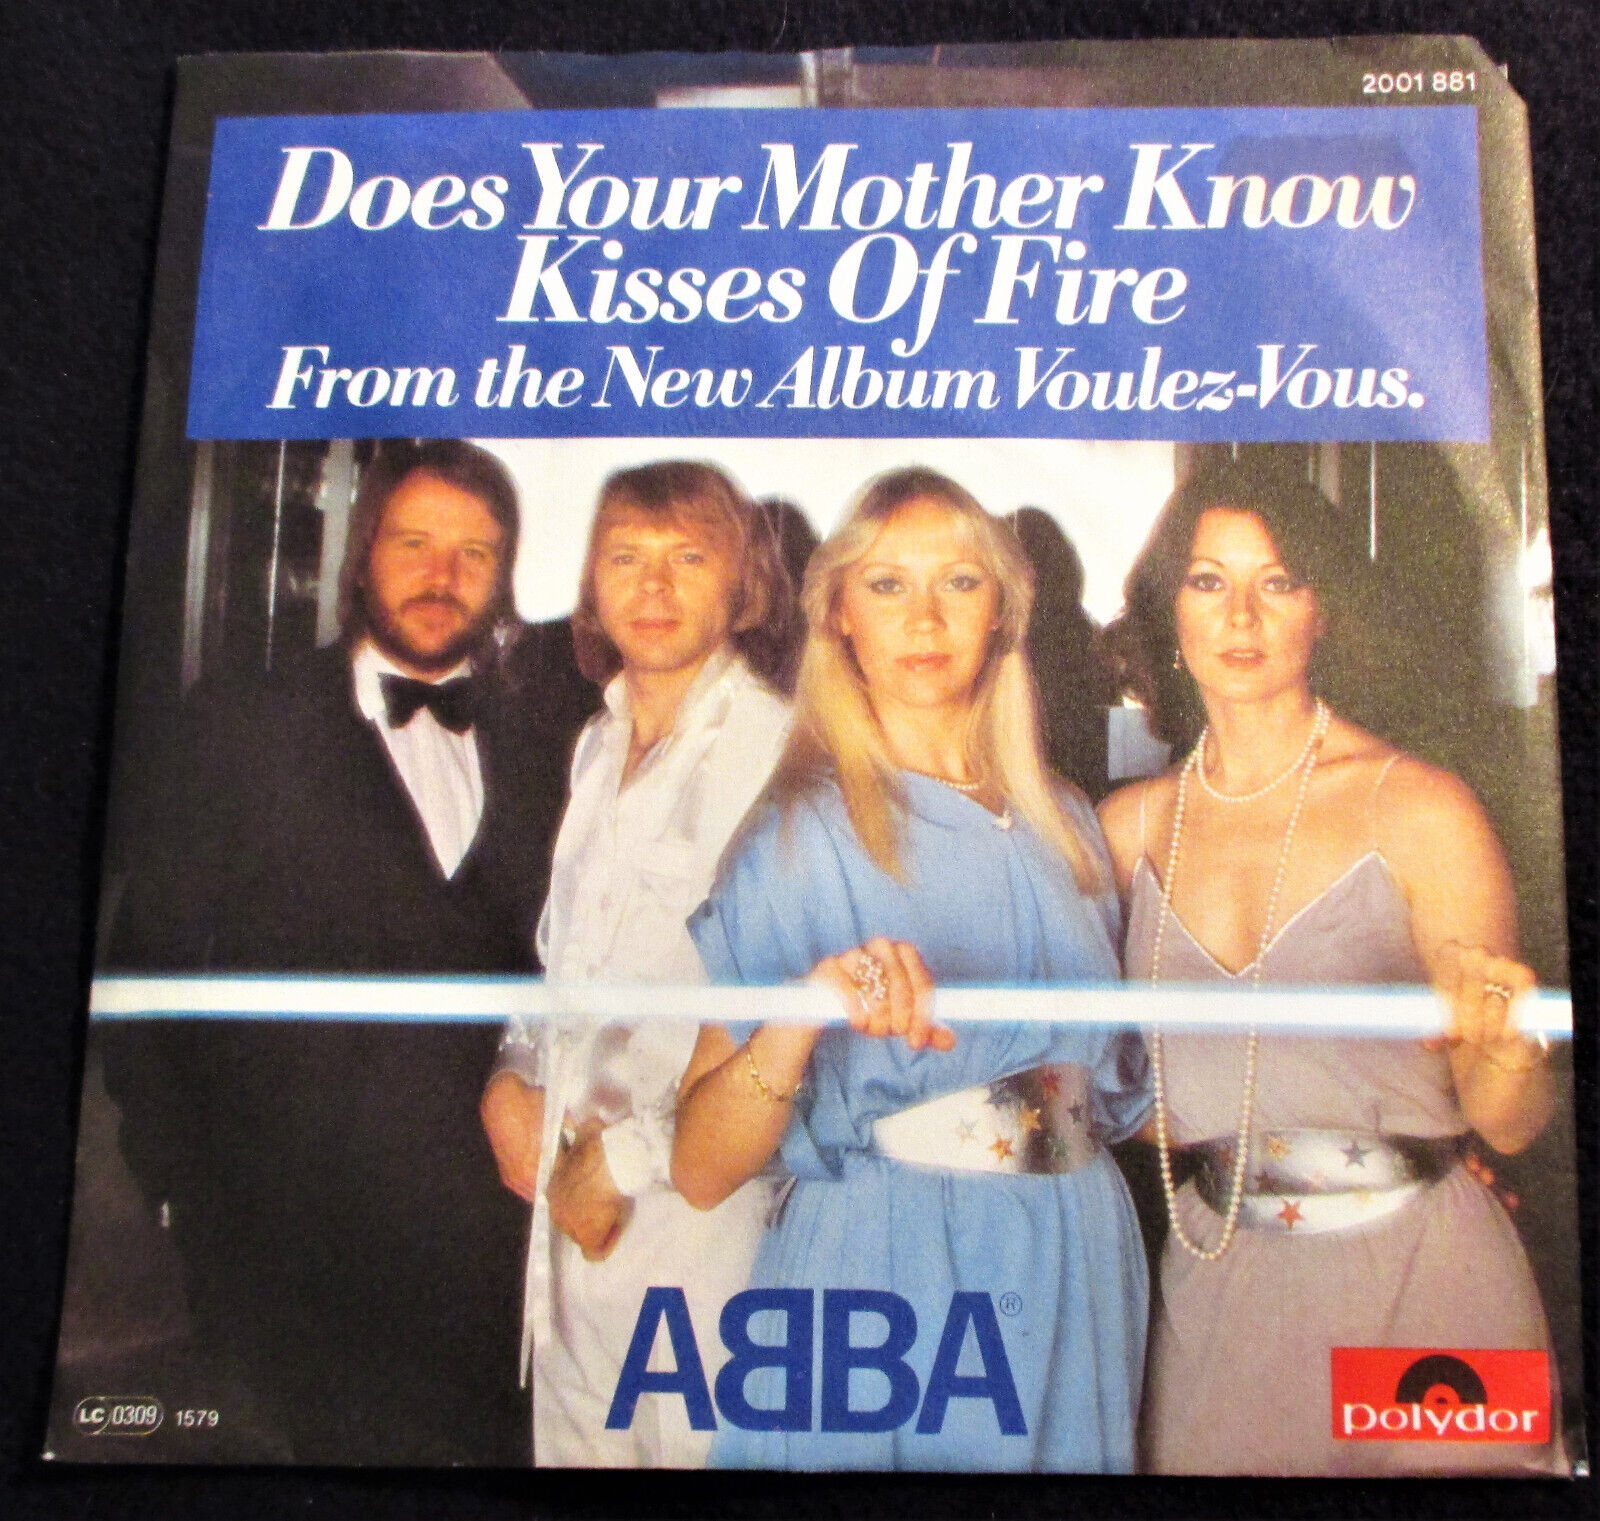 2001 881
Does Your Mother Know
Kisses Of Fire
From the New Album Voulez-Vous.
ABBA®
LC 0309 1579
polydor